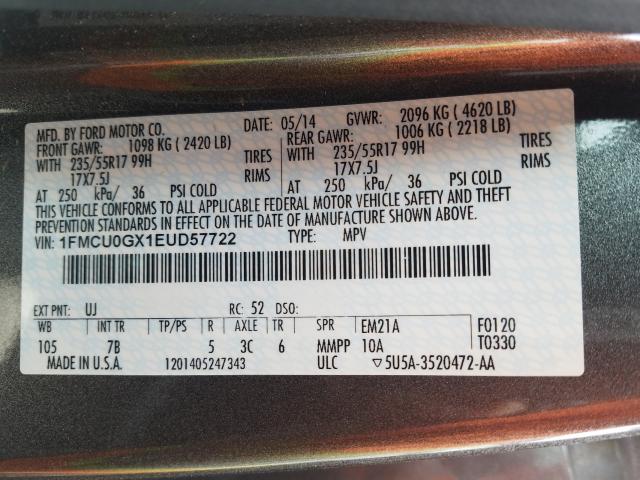 MFD. BY FORD MOTOR CO. DATE: 05/14 GVWR: 2096 KG ( 4620 LB)
FRONT GAWR: 1098 KG ( 2420 LB) REAR GAWR: 1006 KG ( 2218 LB)
WITH 235/55R17 99H TIRES WITH 235/55R17 99H TIRES
17X7.5J RIMS 17X7.5J RIMS
AT 250 kPa/ 36 PSI COLD AT 250 kPa/ 36 PSI COLD
THIS VEHICLE CONFORMS TO ALL APPLICABLE FEDERAL MOTOR VEHICLE SAFETY AND THEFT
PREVENTION STANDARDS IN EFFECT ON THE DATE OF MANUFACTURE SHOWN ABOVE.
VIN: 1FMCU0GX1EUD57722 TYPE: MPV
EXT PNT: UJ RC: 52 DSO:
WB INT TR TP/PS R AXLE TR SPR EM21A F0120
105 7B 5 3C 6 MMPP 10A T0330
MADE IN U.S.A. 1201405247343 ULC ▽5U5A-3520472-AA